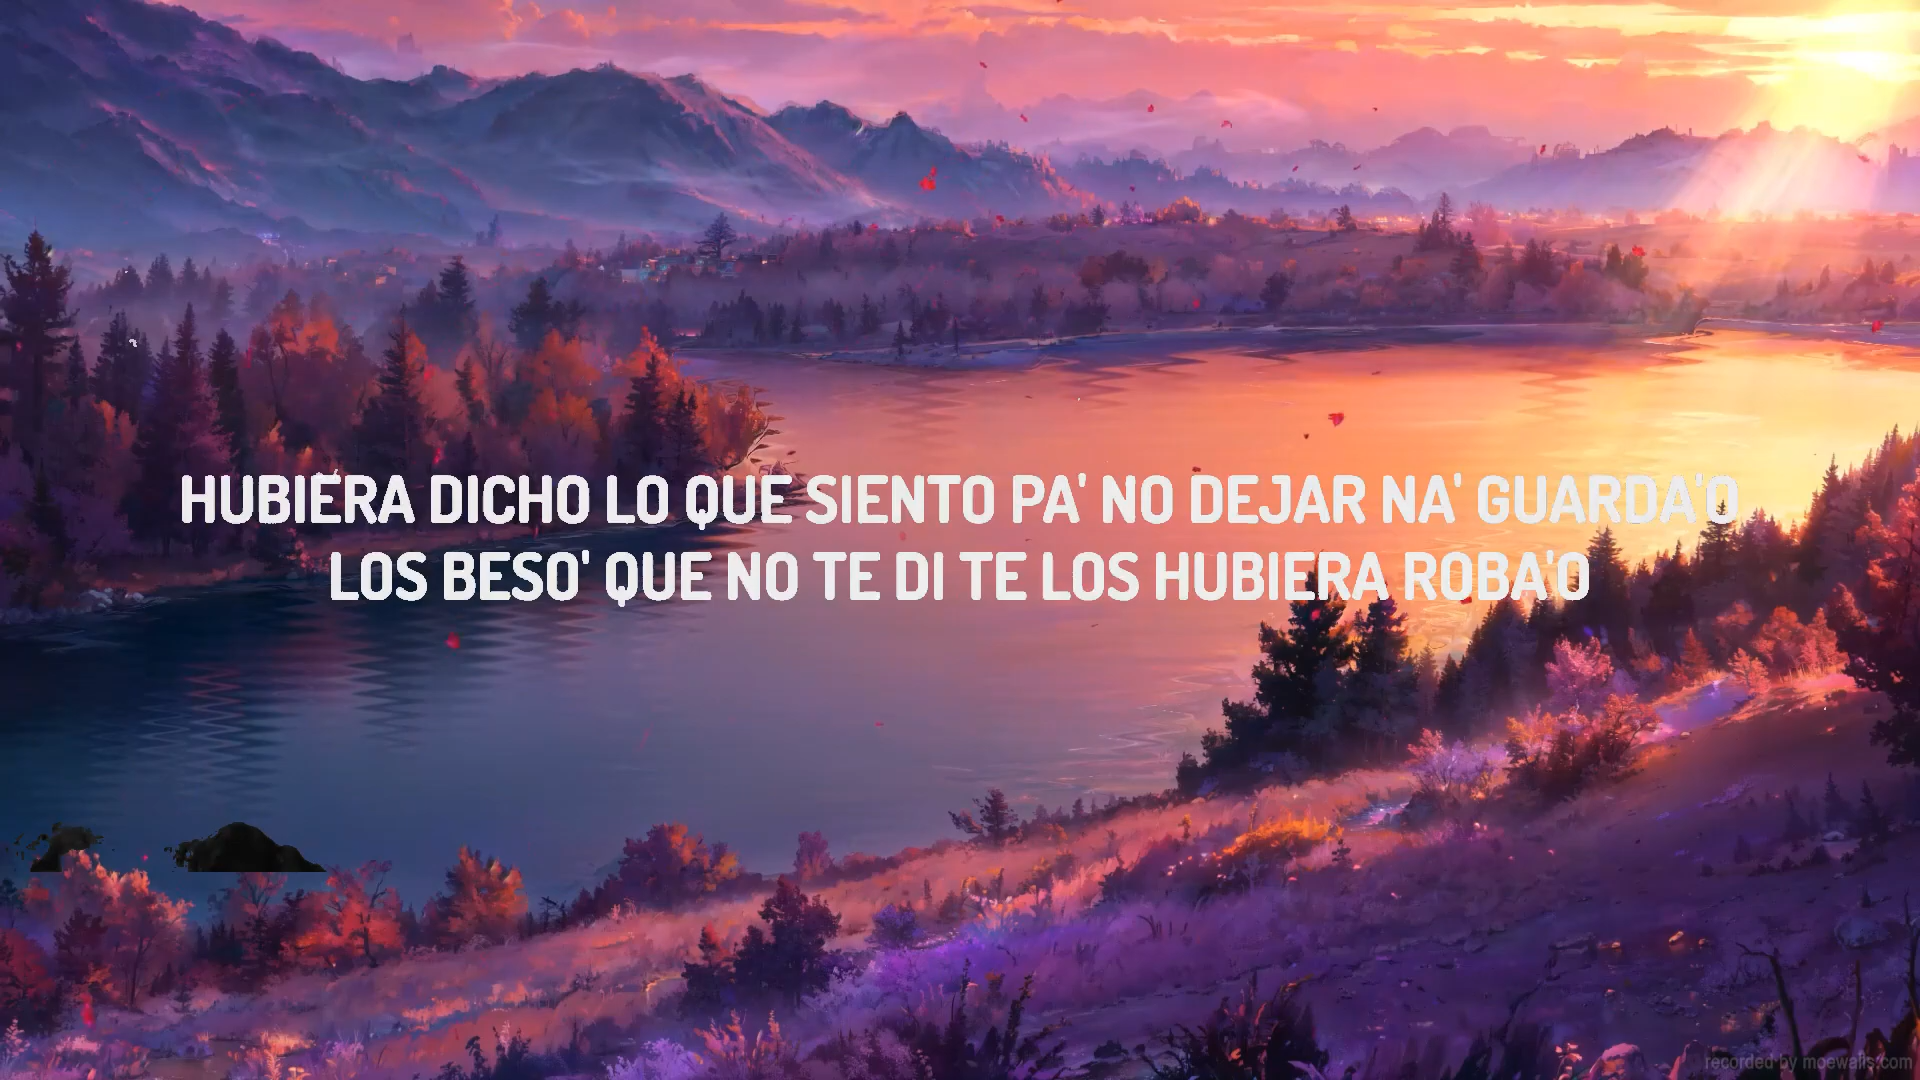 HUBIERA DICHO LO QUE SIENTO PA' NO DEJAR NA' GUARDA'O
LOS BESO' QUE NO TE DI TE LOS HUBIERA ROBA'O
recorded by moewalls.com